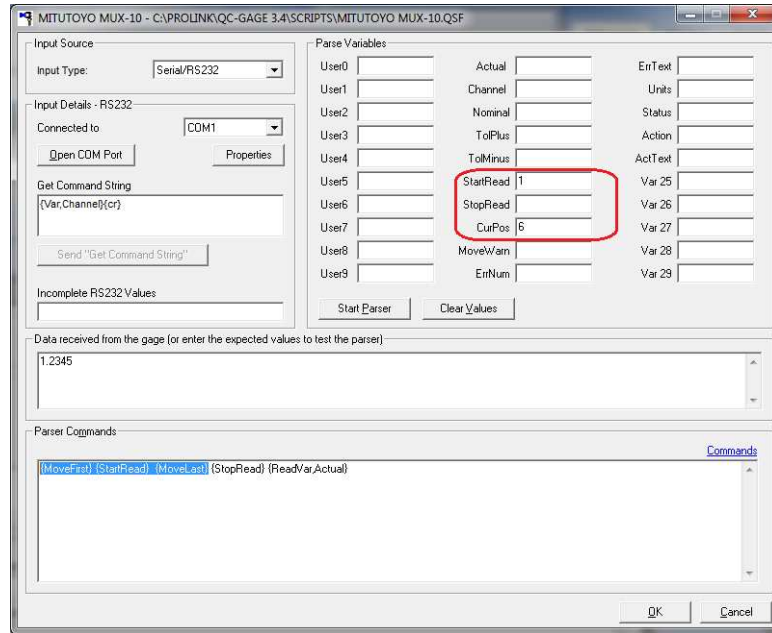 MITUTOYO MUX-10 - C:\PROLINK\QC-GAGE 3.4\SCRIPTS\MITUTOYO MUX-10.QSF
Input Source
Input Type: Serial/RS232
Input Details - RS232
Connected to COM1
Open COM Port Properties
Get Command String
{Var,Channel}{cr}
Send "Get Command String"
Incomplete RS232 Values
Parse Variables
User0 Actual ErrText
User1 Channel Units
User2 Nominal Status
User3 TolPlus Action
User4 TolMinus ActText
User5 StartRead 1 Var 25
User6 StopRead Var 26
User7 CurPos 6 Var 27
User8 MoveWarn Var 28
User9 ErrNum Var 29
Start Parser Clear Values
Data received from the gage (or enter the expected values to test the parser)
1.2345
Parser Commands
Commands
{MoveFirst} {StartRead} {MoveLast} {StopRead} {ReadVar,Actual}
OK Cancel